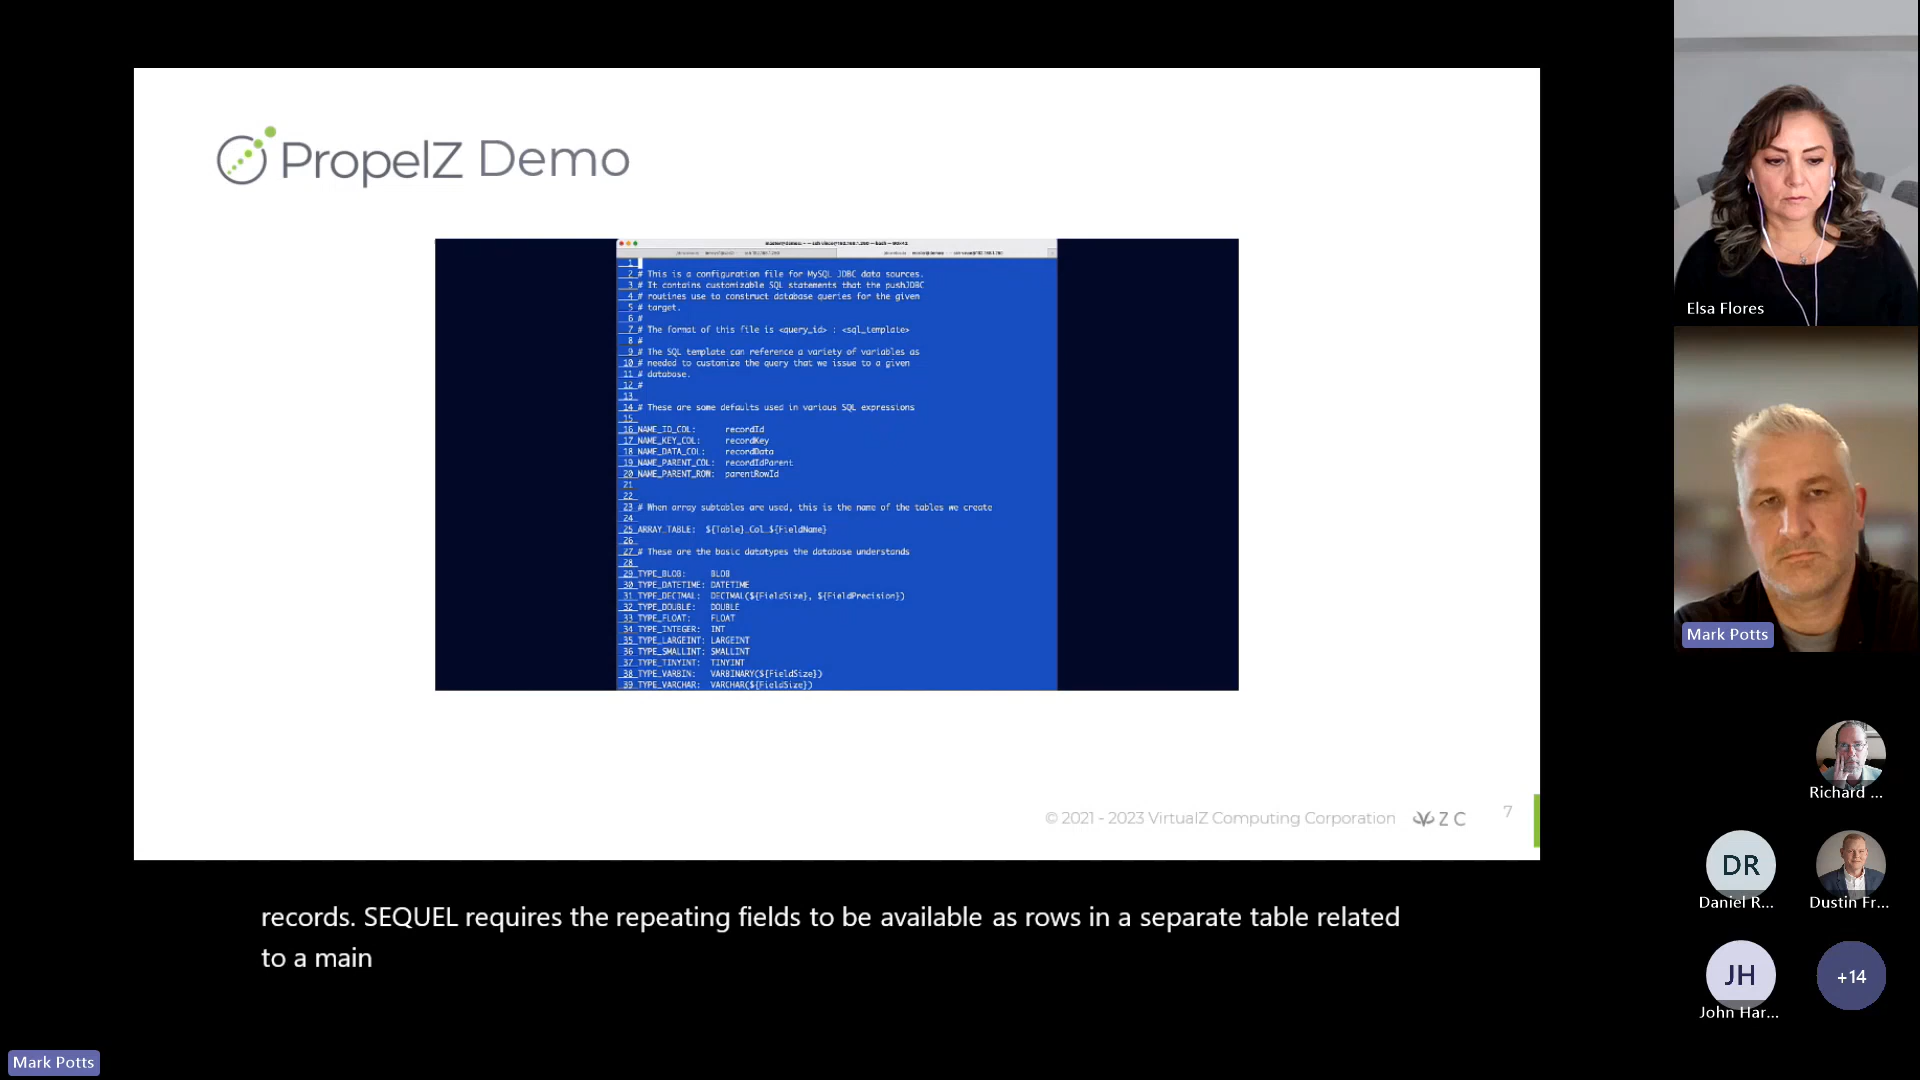 PropelZ Demo
1
2 # This is a configuration file for MySQL JDBC data sources.
3 # It contains customizable SQL statements that the pushJDBC
4 # routines use to construct database queries for the given
5 # target.
6 #
7 # The format of this file is <query_id> : <sql_template>
8 #
9 # The SQL template can reference a variety of variables as
10 # needed to customize the query that we issue to a given
11 # database.
12 #
13
14 # These are some defaults used in various SQL expressions
15
16 NAME_ID_COL: recordId
17 NAME_KEY_COL: recordKey
18 NAME_DATA_COL: recordData
19 NAME_PARENT_COL: recordIdParent
20 NAME_PARENT_ROW: parentRowId
21
22
23 # When array subtables are used, this is the name of the tables we create
24
25 ARRAY_TABLE: ${Table}_Col_${FieldName}
26
27 # These are the basic datatypes the database understands
28
29 TYPE_BLOB: BLOB
30 TYPE_DATETIME: DATETIME
31 TYPE_DECIMAL: DECIMAL(${FieldSize}, ${FieldPrecision})
32 TYPE_DOUBLE: DOUBLE
33 TYPE_FLOAT: FLOAT
34 TYPE_INTEGER: INT
35 TYPE_LARGEINT: LARGEINT
36 TYPE_SMALLINT: SMALLINT
37 TYPE_TINYINT: TINYINT
38 TYPE_VARBIN: VARBINARY(${FieldSize})
39 TYPE_VARCHAR: VARCHAR(${FieldSize})
© 2021 - 2023 VirtualZ Computing Corporation VZC 7
records. SEQUEL requires the repeating fields to be available as rows in a separate table related
to a main
Mark Potts
Elsa Flores
Mark Potts
Richard ...
DR
Daniel R...
Dustin Fr...
JH
John Har...
+14